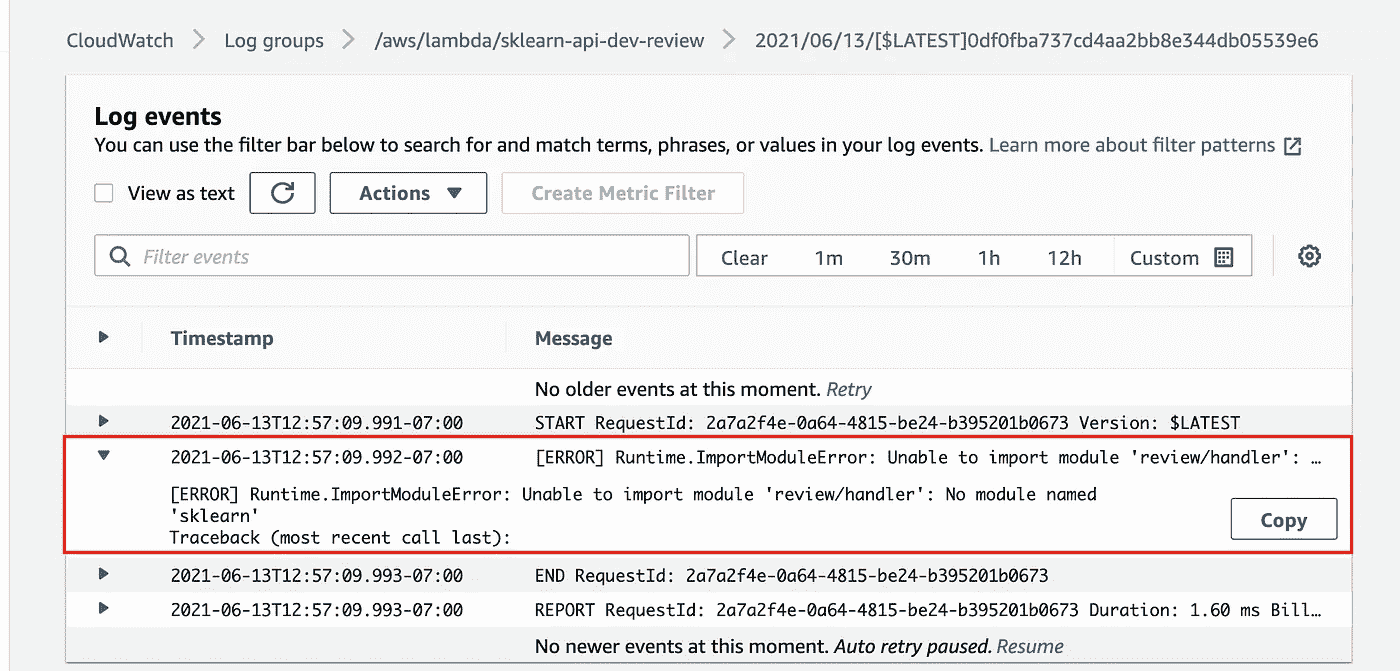 CloudWatch > Log groups > /aws/lambda/sklearn-api-dev-review > 2021/06/13/[$LATEST]0df0fba737cd4aa2bb8e344db05539e6
Log events
You can use the filter bar below to search for and match terms, phrases, or values in your log events. Learn more about filter patterns
View as text Actions Create Metric Filter
Filter events Clear 1m 30m 1h 12h Custom
Timestamp Message
No older events at this moment. Retry
2021-06-13T12:57:09.991-07:00 START RequestId: 2a7a2f4e-0a64-4815-be24-b395201b0673 Version: $LATEST
2021-06-13T12:57:09.992-07:00 [ERROR] Runtime.ImportModuleError: Unable to import module 'review/handler': …
[ERROR] Runtime.ImportModuleError: Unable to import module 'review/handler': No module named
'sklearn'
Copy
Traceback (most recent call last):
2021-06-13T12:57:09.993-07:00 END RequestId: 2a7a2f4e-0a64-4815-be24-b395201b0673
2021-06-13T12:57:09.993-07:00 REPORT RequestId: 2a7a2f4e-0a64-4815-be24-b395201b0673 Duration: 1.60 ms Bill…
No newer events at this moment. Auto retry paused. Resume